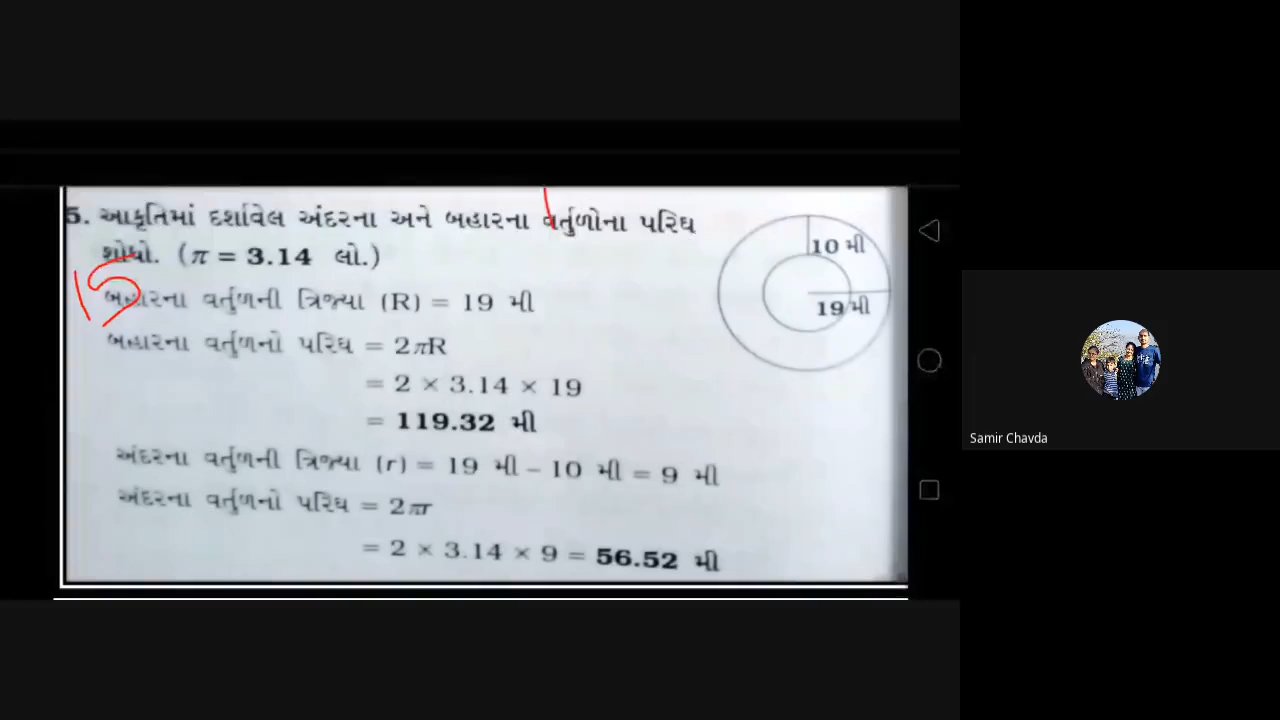 5. આકૃતિમાં દર્શાવેલ અંદરના અને બહારના વર્તુળોના પરિઘ
શોધો. (π = 3.14 લો.)
15
10 મી
19 મી
બહારના વર્તુળની ત્રિજ્યા (R) = 19 મી
બહારના વર્તુળનો પરિઘ = 2πR
= 2 × 3.14 × 19
= 119.32 મી
અંદરના વર્તુળની ત્રિજ્યા (r) = 19 મી – 10 મી = 9 મી
અંદરના વર્તુળનો પરિઘ = 2πr
= 2 × 3.14 × 9 = 56.52 મી
Samir Chavda